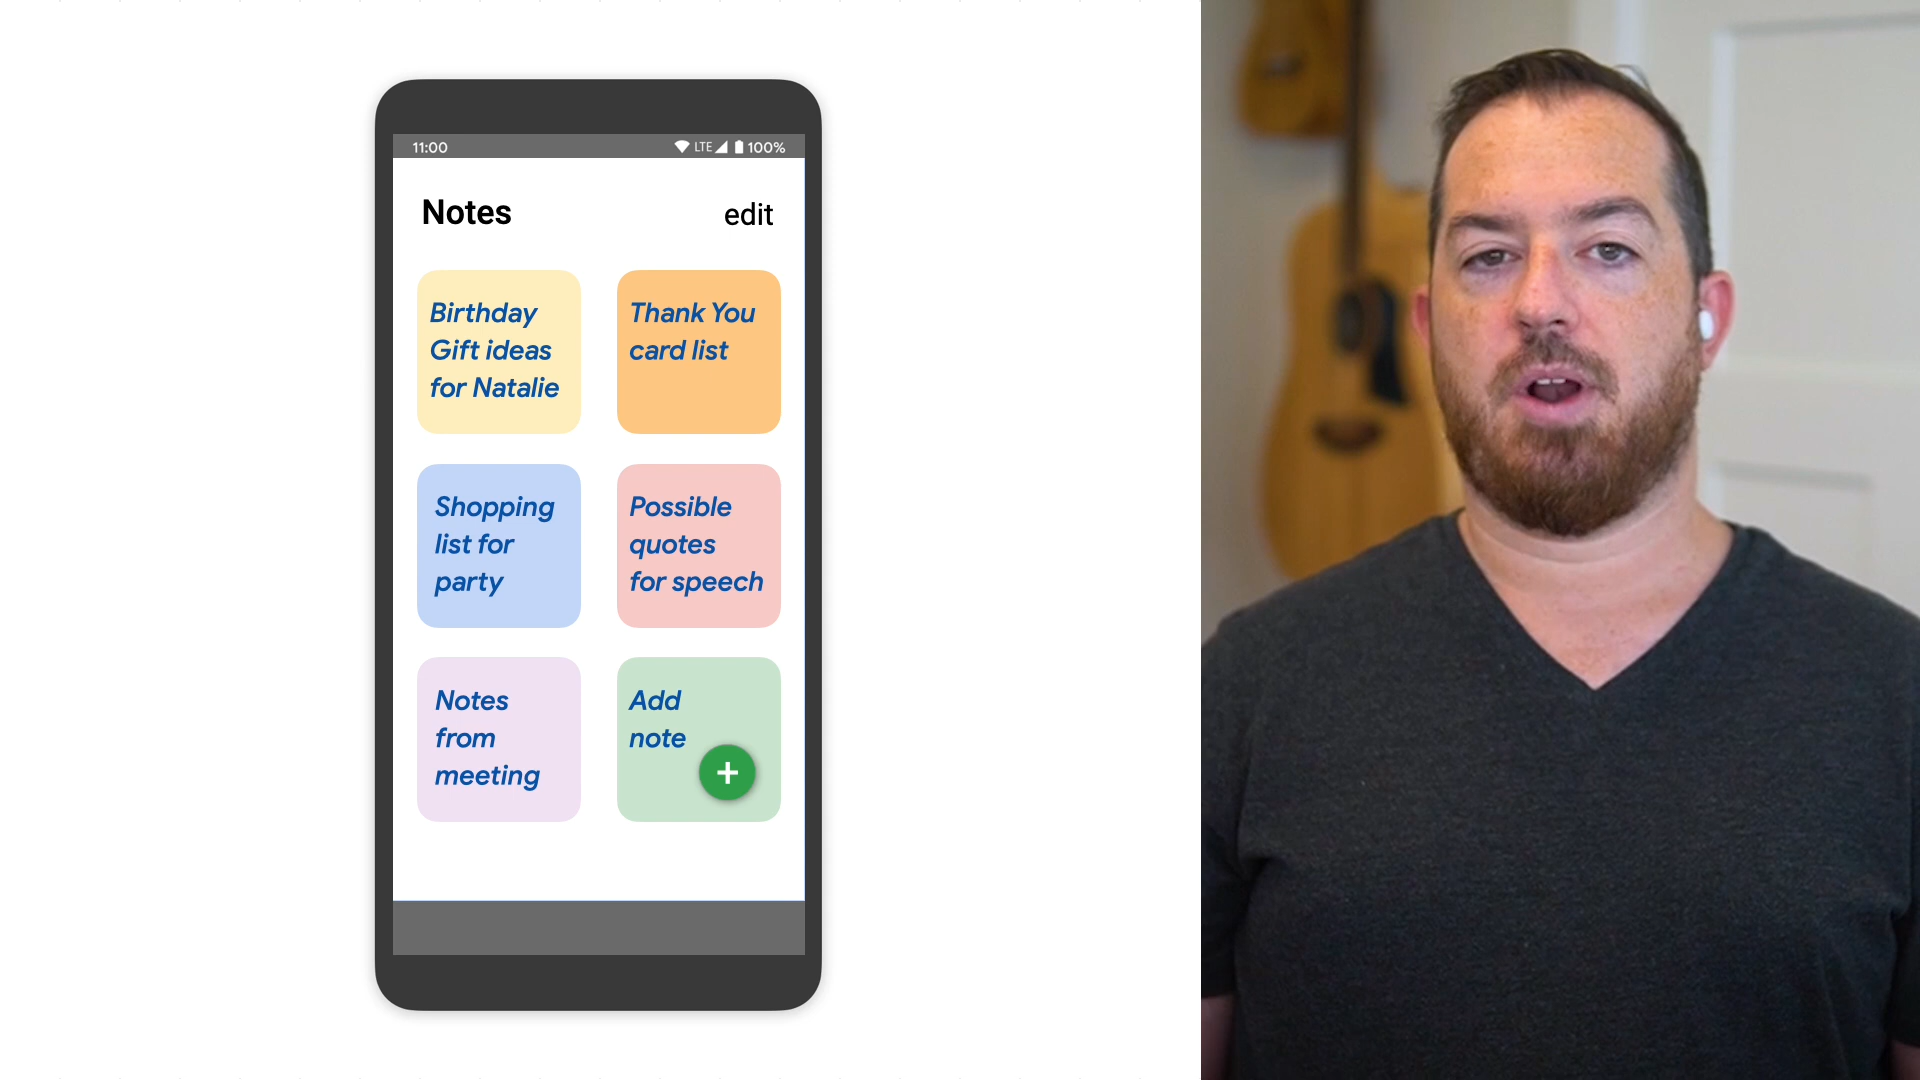 11:00 LTE 100%
Notes edit
Birthday
Gift ideas
for Natalie
Thank You
card list
Shopping
list for
party
Possible
quotes
for speech
Notes
from
meeting
Add
note
+